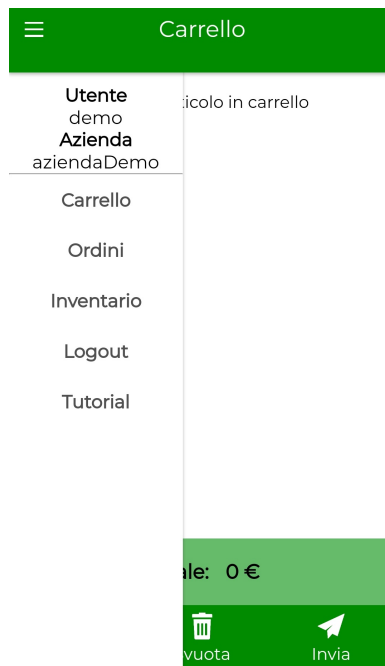 Carrello
Utente
demo
Azienda
aziendaDemo
ticolo in carrello
Carrello
Ordini
Inventario
Logout
Tutorial
ale: 0 €
vuota
Invia